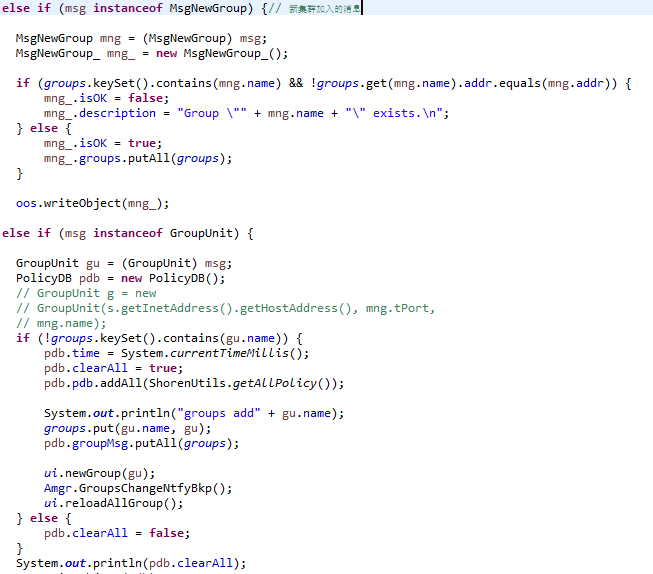 else if (msg instanceof MsgNewGroup) {// 新集群加入的消息
MsgNewGroup mng = (MsgNewGroup) msg;
MsgNewGroup_ mng_ = new MsgNewGroup_();
if (groups.keySet().contains(mng.name) && !groups.get(mng.name).addr.equals(mng.addr)) {
mng_.isOK = false;
mng_.description = "Group \"" + mng.name + "\" exists.\n";
} else {
mng_.isOK = true;
mng_.groups.putAll(groups);
}
oos.writeObject(mng_);
else if (msg instanceof GroupUnit) {
GroupUnit gu = (GroupUnit) msg;
PolicyDB pdb = new PolicyDB();
// GroupUnit g = new
// GroupUnit(s.getInetAddress().getHostAddress(), mng.tPort,
// mng.name);
if (!groups.keySet().contains(gu.name)) {
pdb.time = System.currentTimeMillis();
pdb.clearAll = true;
pdb.pdb.addAll(ShorenUtils.getAllPolicy());
System.out.println("groups add" + gu.name);
groups.put(gu.name, gu);
pdb.groupMsg.putAll(groups);
ui.newGroup(gu);
Amgr.GroupsChangeNtfyBkp();
ui.reloadAllGroup();
} else {
pdb.clearAll = false;
}
System.out.println(pdb.clearAll);